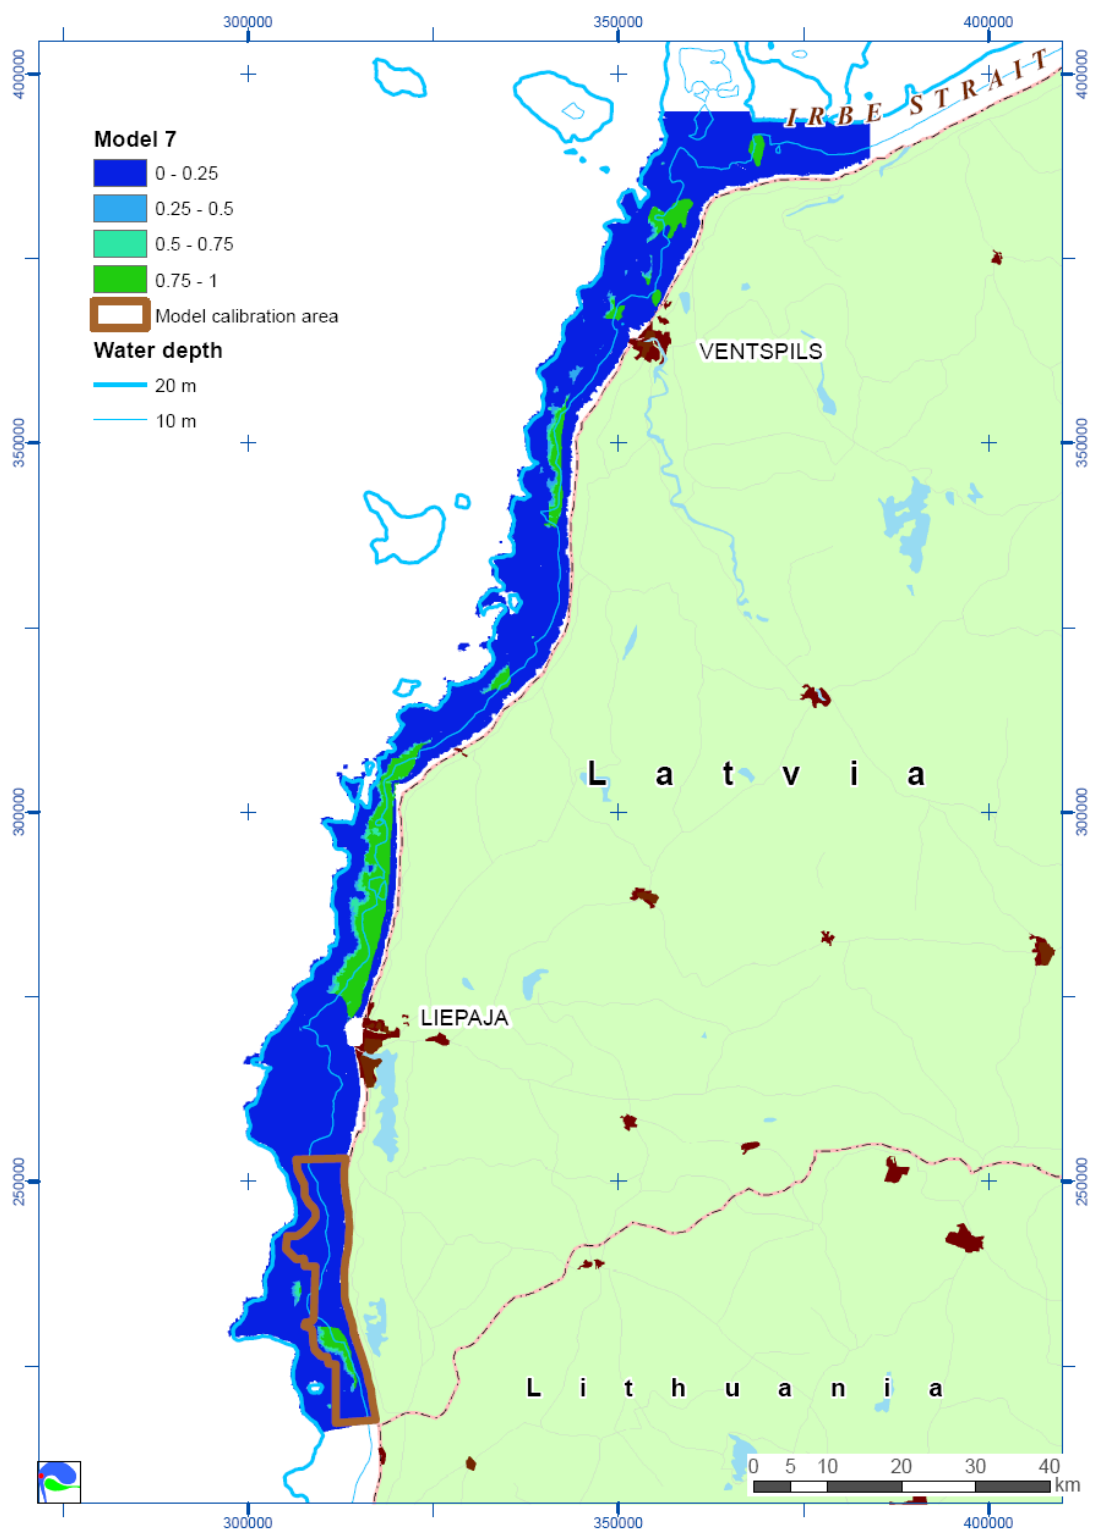 300000 350000 400000
400000 400000
IRBE STRAIT
Model 7
0 - 0.25
0.25 - 0.5
0.5 - 0.75
0.75 - 1
Model calibration area
Water depth
20 m
10 m
VENTSPILS
350000 350000
Latvia
300000 300000
LIEPAJA
250000 250000
Lithuania
0 5 10 20 30 40
km
300000 350000 400000